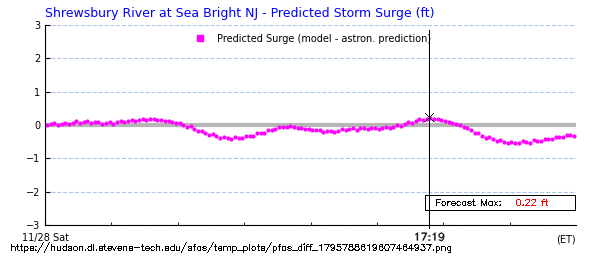 Shrewsbury River at Sea Bright NJ - Predicted Storm Surge (ft)
3
Predicted Surge (model - astron. prediction)
2
1
0
−1
−2
Forecast Max: 0.22 ft
−3
11/28 Sat 17:19 (ET)
https://hudson.dl.stevens-tech.edu/sfos/temp_plots/pfos_diff_1795788619607464937.png